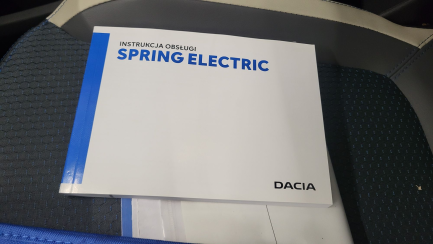 INSTRUKCJA OBSŁUGI
SPRING ELECTRIC
DACIA